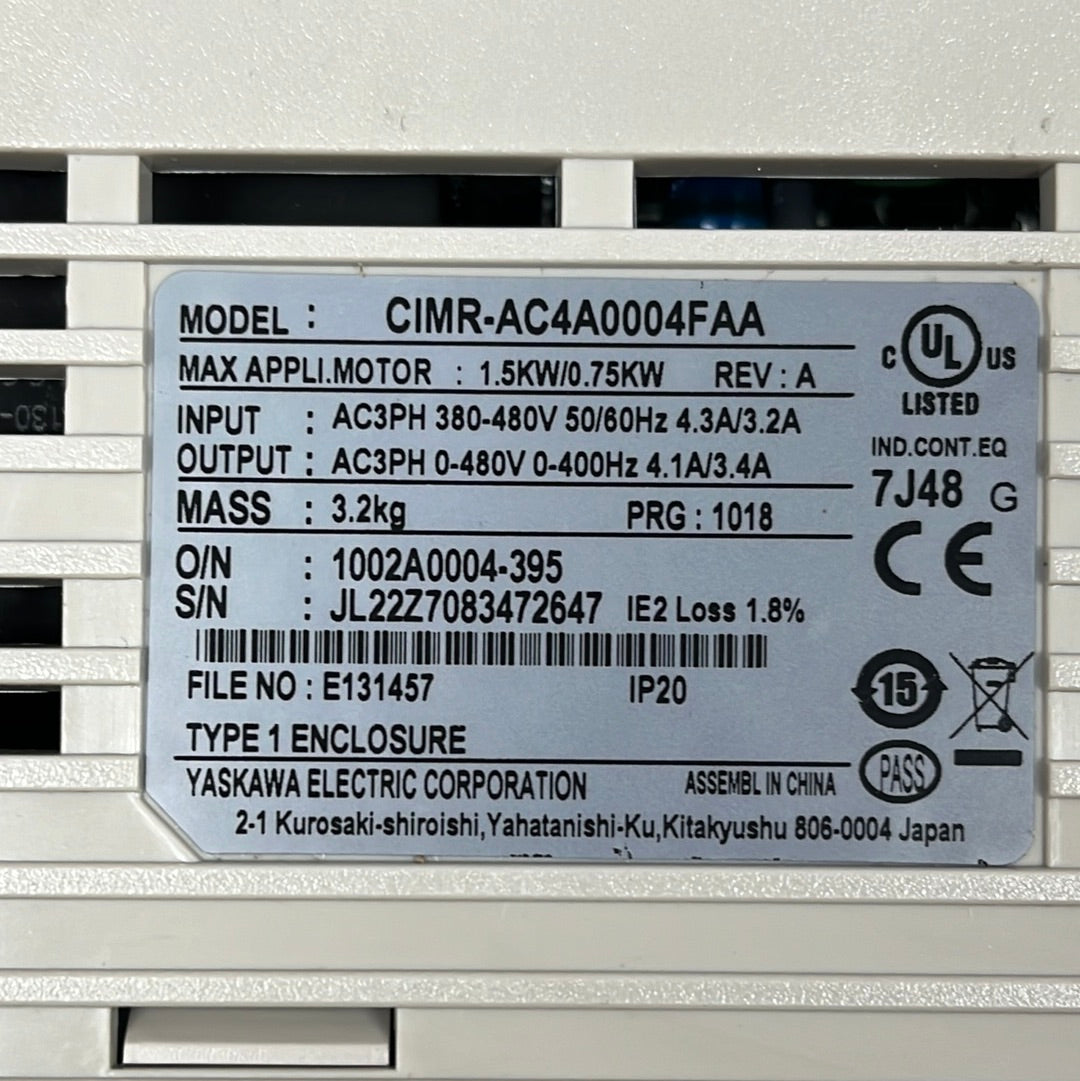 MODEL : CIMR-AC4A0004FAA
MAX APPLI.MOTOR : 1.5KW/0.75KW REV : A
INPUT : AC3PH 380-480V 50/60Hz 4.3A/3.2A
OUTPUT : AC3PH 0-480V 0-400Hz 4.1A/3.4A
MASS : 3.2kg PRG : 1018
O/N : 1002A0004-395
S/N : JL22Z7083472647 IE2 Loss 1.8%
FILE NO : E131457 IP20
TYPE 1 ENCLOSURE
YASKAWA ELECTRIC CORPORATION ASSEMBL IN CHINA
2-1 Kurosaki-shiroishi,Yahatanishi-Ku,Kitakyushu 806-0004 Japan
C UL US
LISTED
IND.CONT.EQ
7J48 G
CE
15
PASS